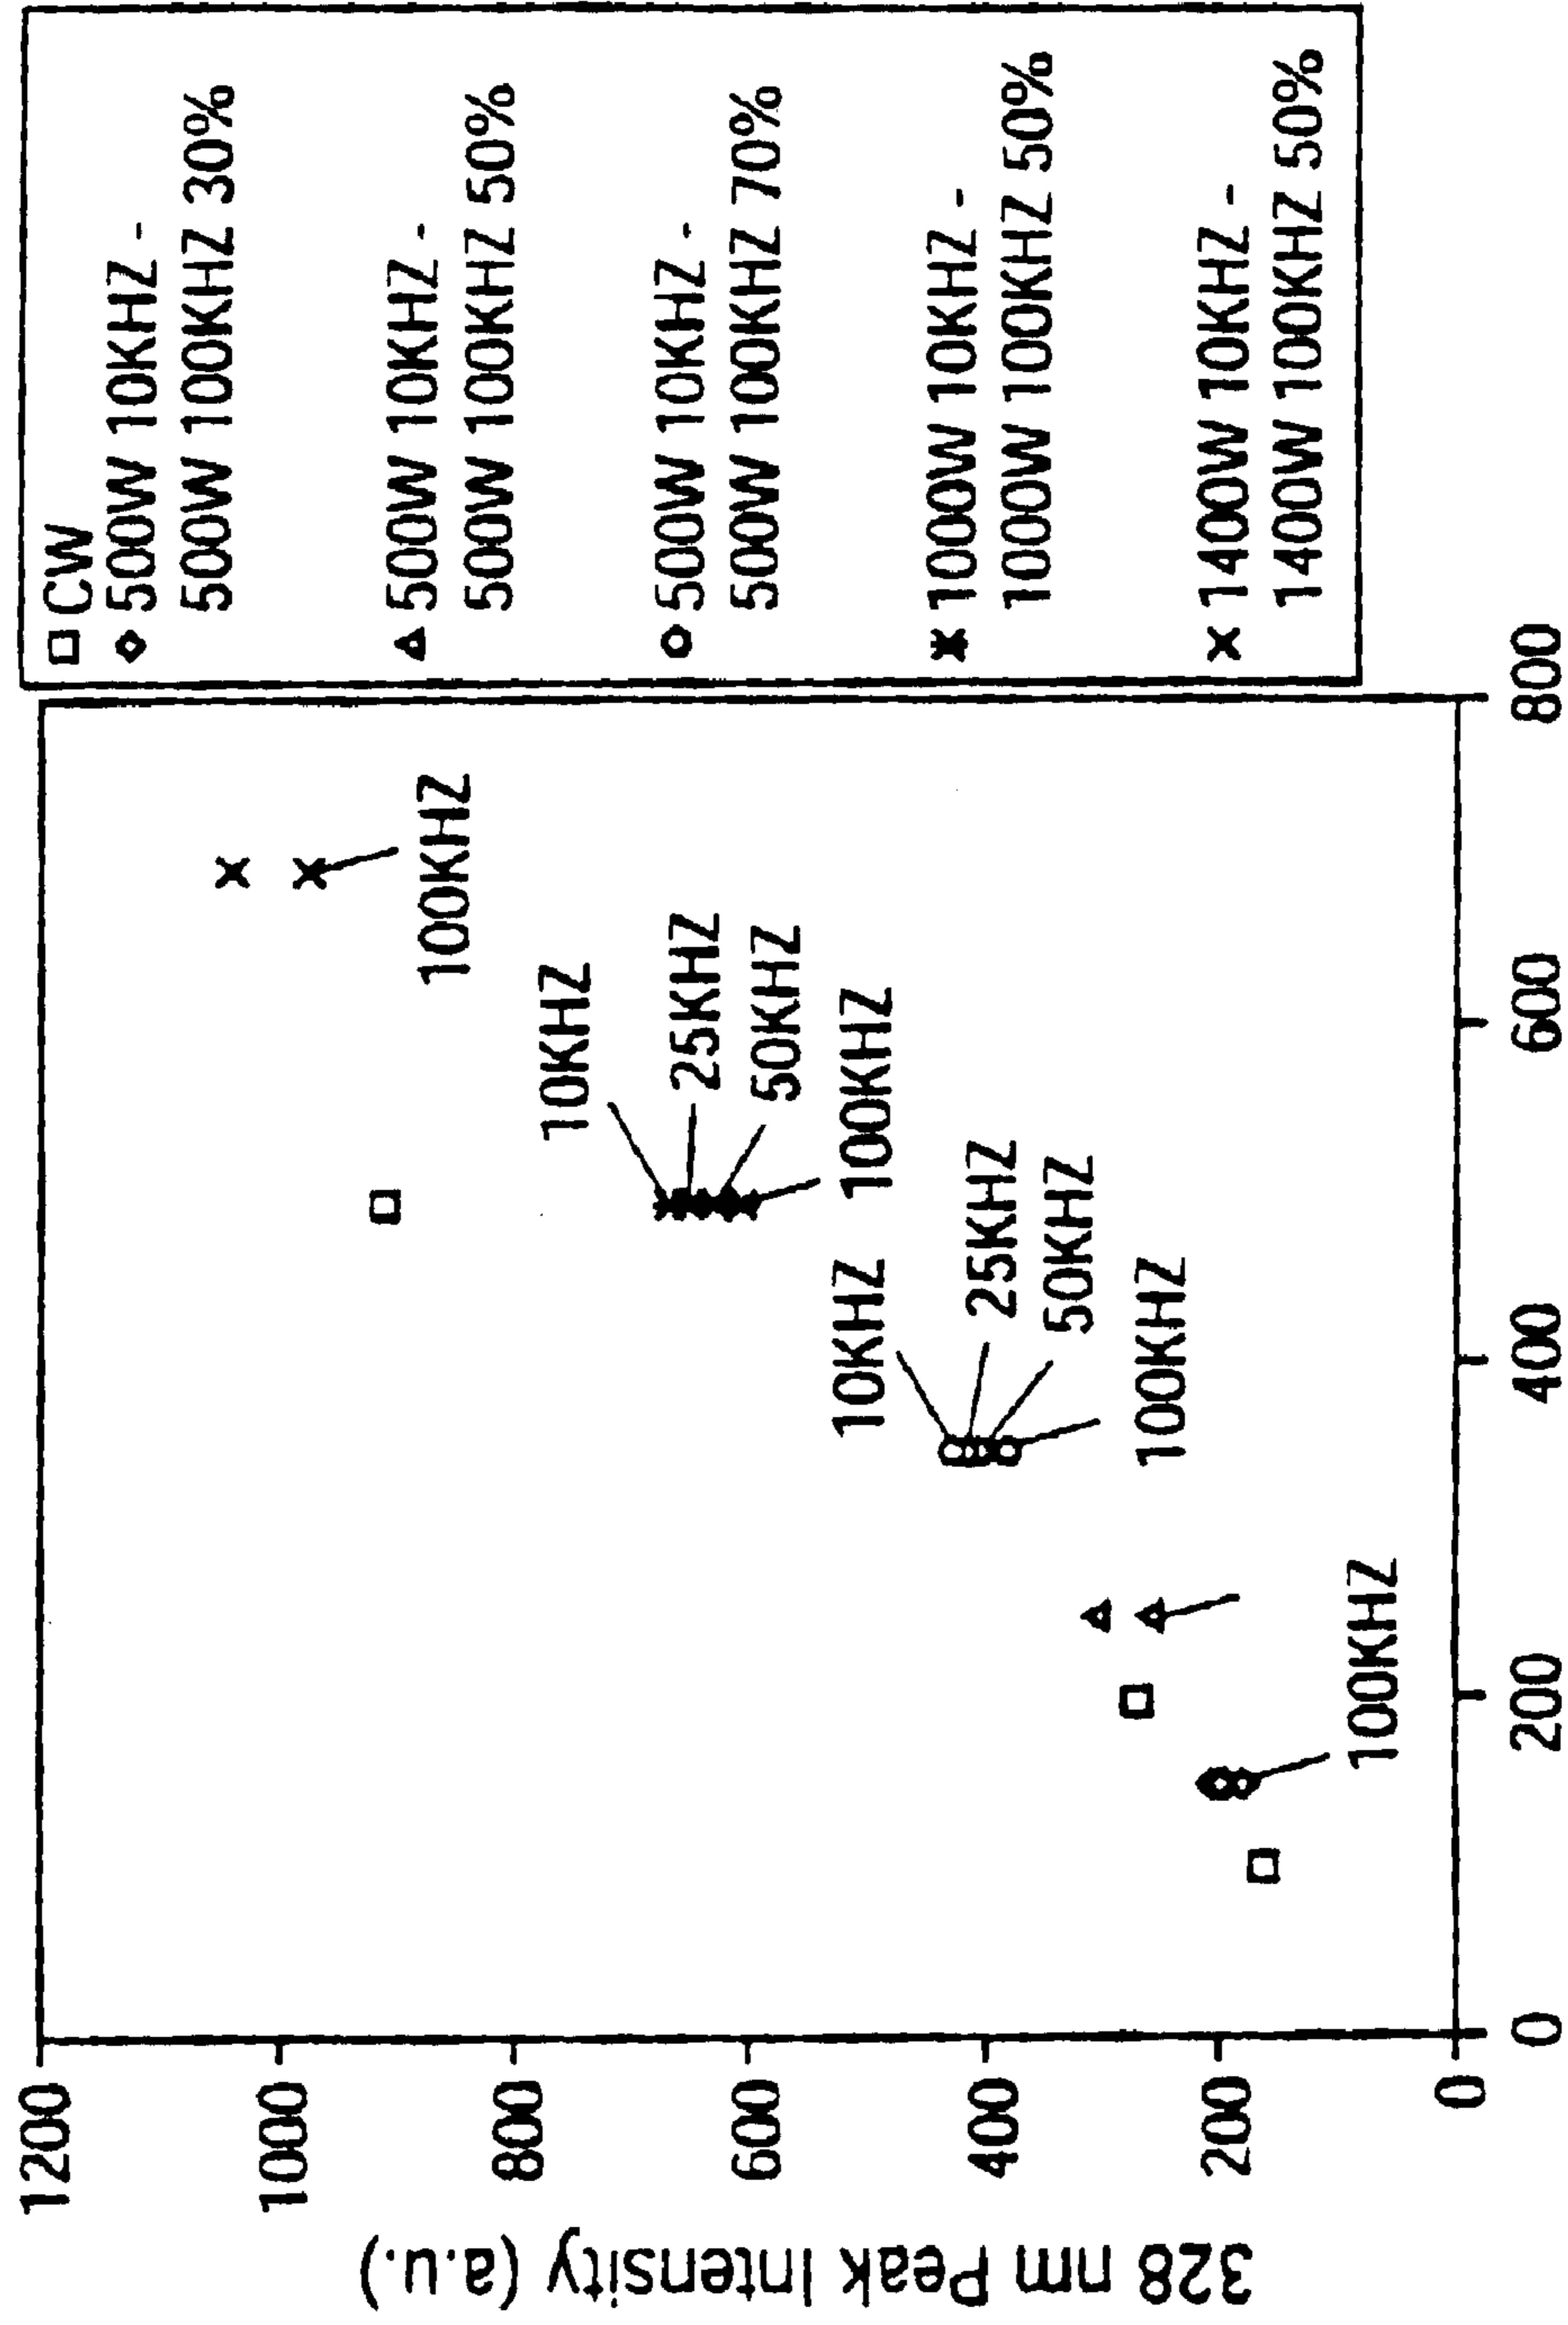 328 nm Peak Intensity (a.u.)
1200
1000
800
600
400
200
0
0
200
400
600
800
100KHZ
10KHZ
25KHZ
50KHZ
100KHZ
10KHZ
25KHZ
50KHZ
100KHZ
100KHZ
CW
500W 10KHZ -
500W 100KHZ 30%
500W 10KHZ -
500W 100KHZ 50%
500W 10KHZ -
500W 100KHZ 70%
1000W 10KHZ -
1000W 100KHZ 50%
1400W 10KHZ -
1400W 100KHZ 50%